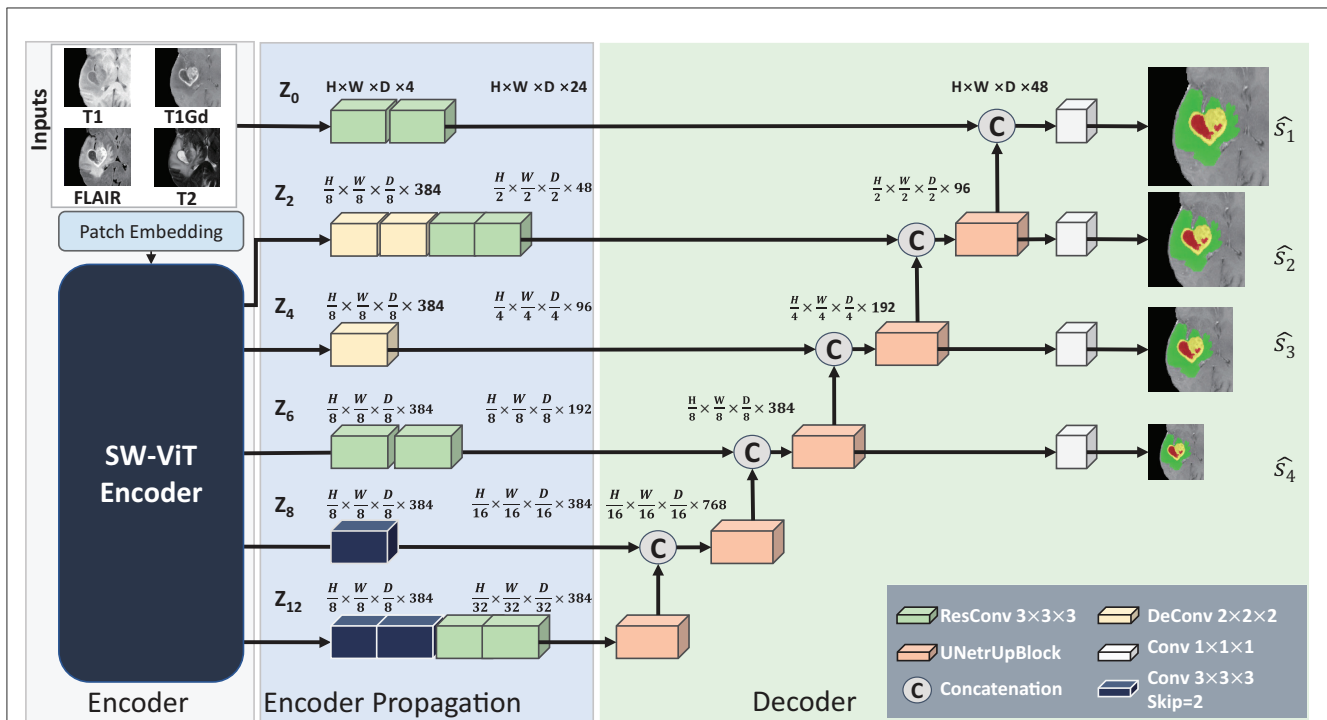 Inputs
T1
T1Gd
FLAIR
T2
Patch Embedding
SW-ViT
Encoder
Encoder
Z₀
H×W ×D ×4
H×W ×D ×24
Z₂
H/8 × W/8 × D/8 × 384
H/2 × W/2 × D/2 × 48
Z₄
H/8 × W/8 × D/8 × 384
H/4 × W/4 × D/4 × 96
Z₆
H/8 × W/8 × D/8 × 384
H/8 × W/8 × D/8 × 192
Z₈
H/8 × W/8 × D/8 × 384
H/16 × W/16 × D/16 × 384
Z₁₂
H/8 × W/8 × D/8 × 384
H/32 × W/32 × D/32 × 384
Encoder Propagation
H×W ×D ×48
C
ŝ₁
H/2 × W/2 × D/2 × 96
C
ŝ₂
H/4 × W/4 × D/4 × 192
C
ŝ₃
H/8 × W/8 × D/8 × 384
C
ŝ₄
H/16 × W/16 × D/16 × 768
C
Decoder
ResConv 3×3×3
DeConv 2×2×2
UNetrUpBlock
Conv 1×1×1
C
Concatenation
Conv 3×3×3
Skip=2